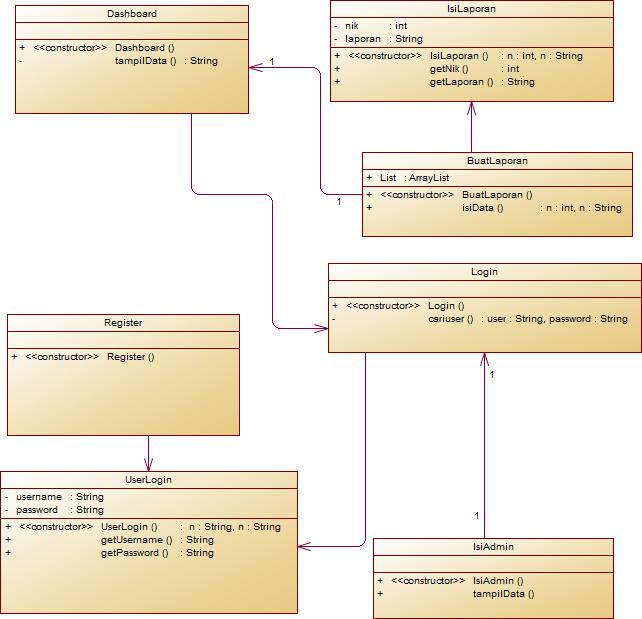 Dashboard
+ <<constructor>> Dashboard ()
- tampilData () : String
IsiLaporan
- nik : int
- laporan : String
+ <<constructor>> IsiLaporan () : n : int, n : String
+ getNik () : int
+ getLaporan () : String
1
BuatLaporan
+ List : ArrayList
+ <<constructor>> BuatLaporan ()
+ isiData () : n : int, n : String
1
Login
+ <<constructor>> Login ()
- cariuser () : user : String, password : String
Register
+ <<constructor>> Register ()
1
UserLogin
- username : String
- password : String
+ <<constructor>> UserLogin () : n : String, n : String
+ getUsername () : String
+ getPassword () : String
1
IsiAdmin
+ <<constructor>> IsiAdmin ()
+ tampilData ()